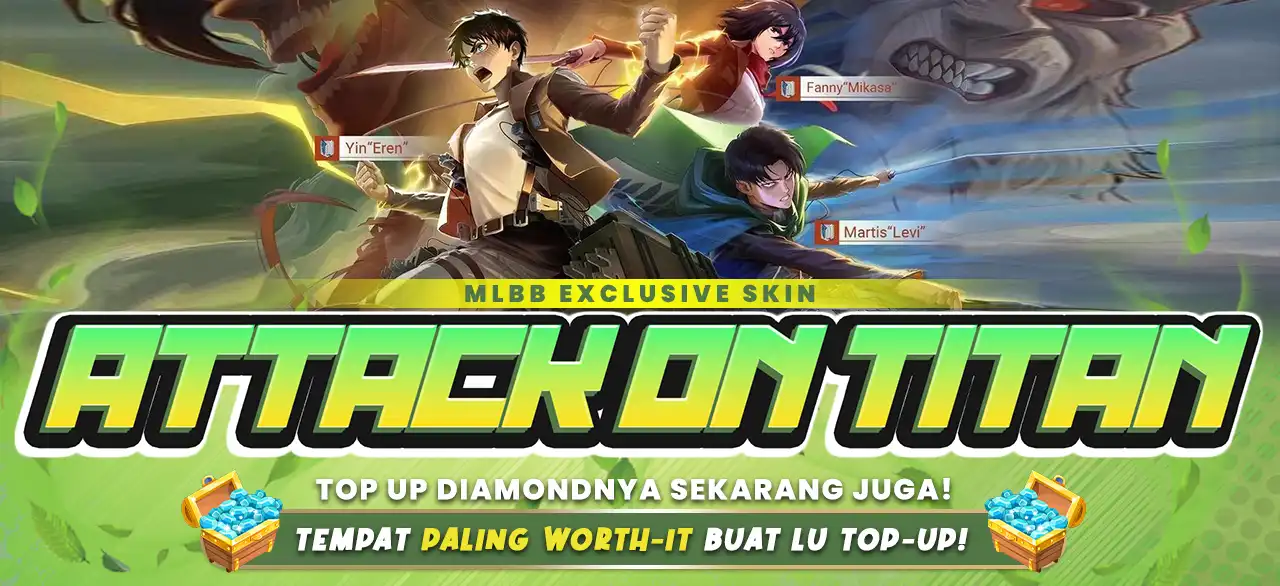 Fanny"Mikasa"
Yin"Eren"
Martis"Levi"
MLBB EXCLUSIVE SKIN
ATTACK ON TITAN
TOP UP DIAMONDNYA SEKARANG JUGA!
TEMPAT PALING WORTH-IT BUAT LU TOP-UP!